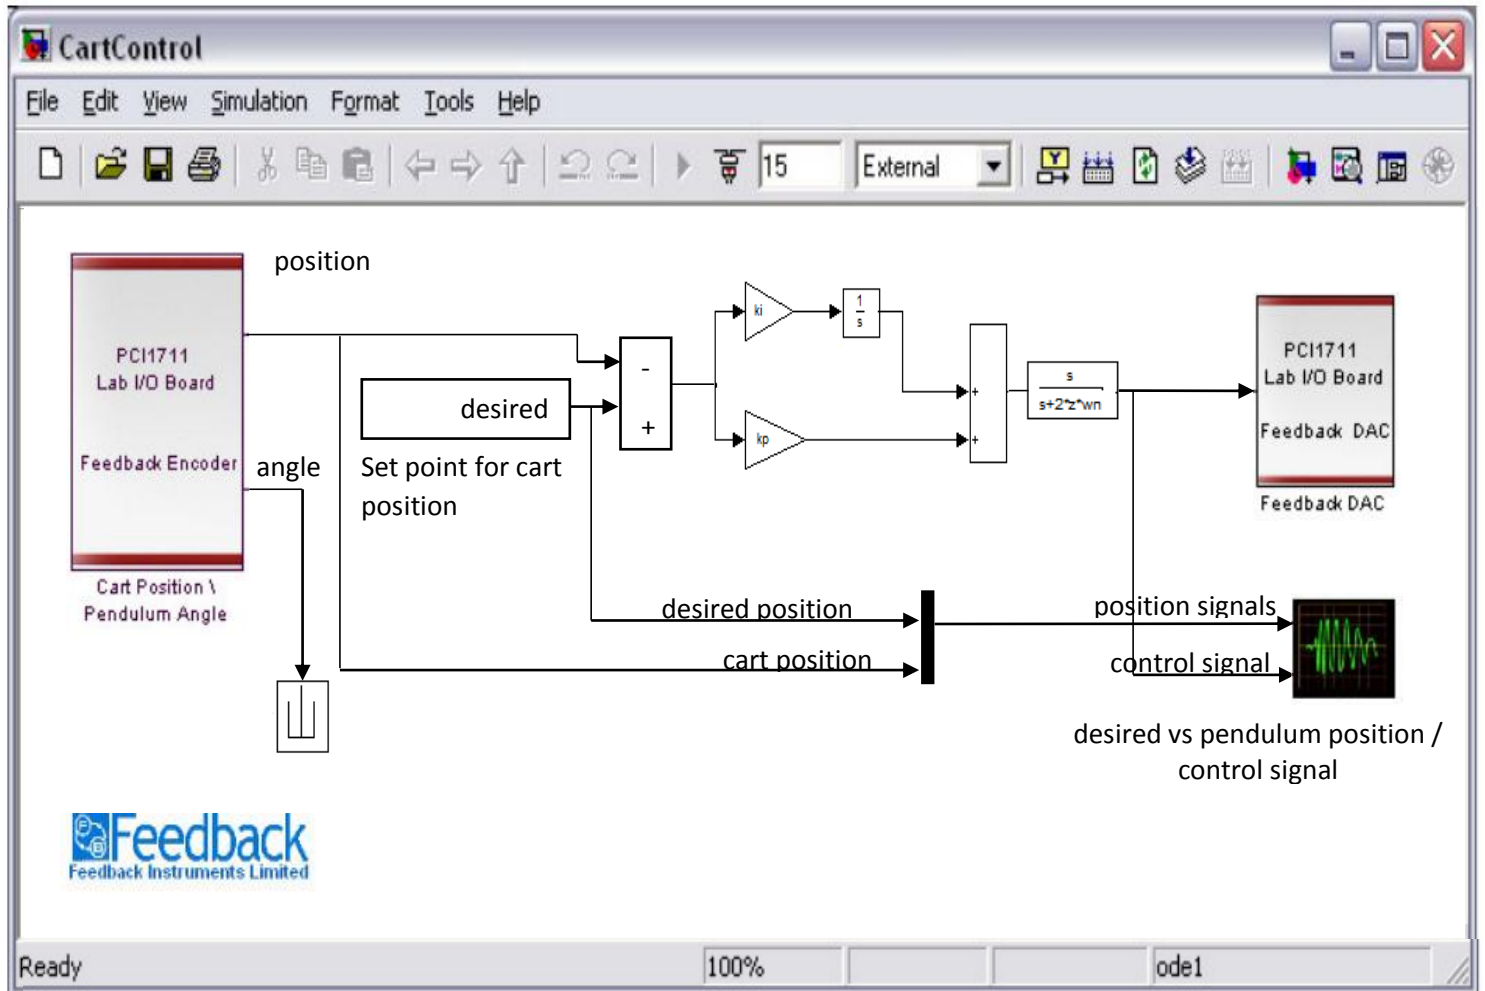 CartControl
File Edit View Simulation Format Tools Help
15 External
position
PCI1711
Lab I/O Board
Feedback Encoder
Cart Position \
Pendulum Angle
angle
desired
Set point for cart
position
-
+
ki
1
s
kp
+
+
s
s+2*z*wn
PCI1711
Lab I/O Board
Feedback DAC
Feedback DAC
desired position
cart position
position signals
control signal
desired vs pendulum position /
control signal
Feedback
Feedback Instruments Limited
Ready 100% ode1